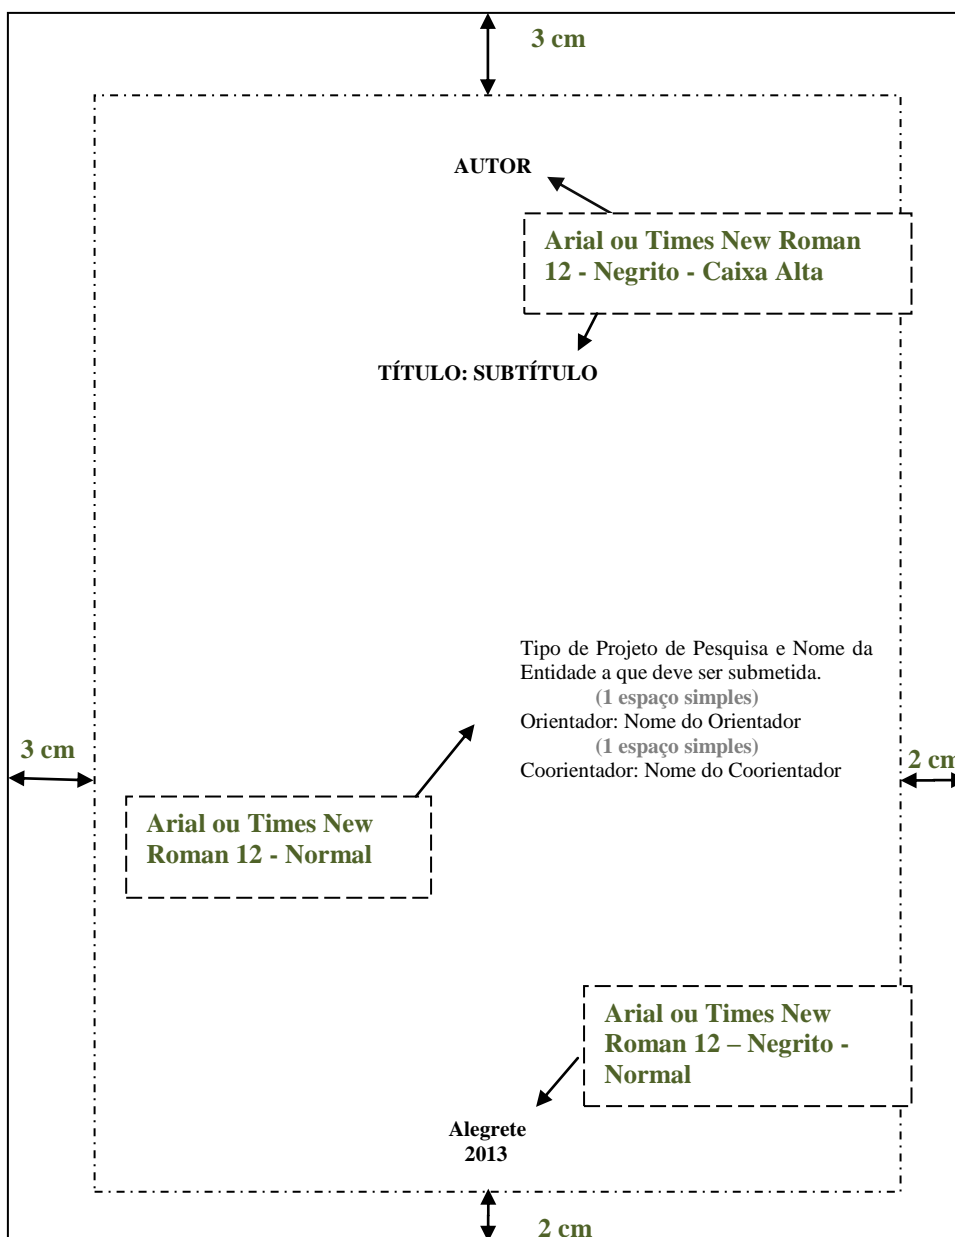 3 cm
AUTOR
Arial ou Times New Roman
12 - Negrito - Caixa Alta
TÍTULO: SUBTÍTULO
Tipo de Projeto de Pesquisa e Nome da
Entidade a que deve ser submetida.
(1 espaço simples)
Orientador: Nome do Orientador
(1 espaço simples)
Coorientador: Nome do Coorientador
3 cm
2 cm
Arial ou Times New
Roman 12 - Normal
Arial ou Times New
Roman 12 – Negrito -
Normal
Alegrete
2013
2 cm